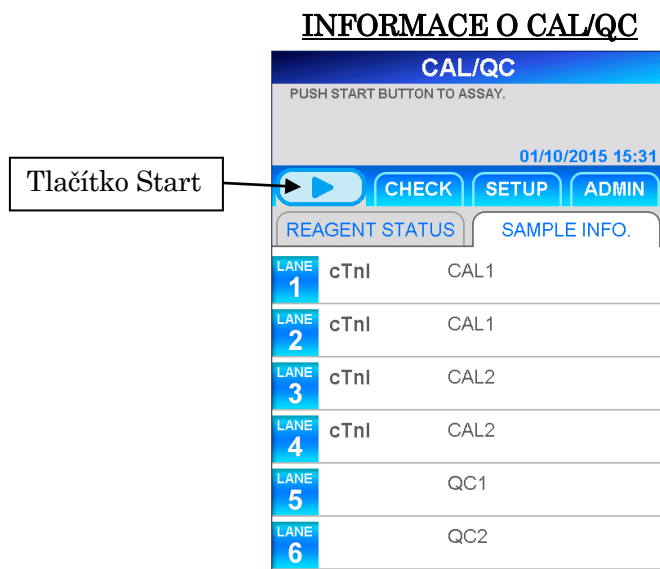 INFORMACE O CAL/QC
CAL/QC
PUSH START BUTTON TO ASSAY.
01/10/2015 15:31
Tlačítko Start
CHECK SETUP ADMIN
REAGENT STATUS SAMPLE INFO.
LANE 1 cTnI CAL1
LANE 2 cTnI CAL1
LANE 3 cTnI CAL2
LANE 4 cTnI CAL2
LANE 5 QC1
LANE 6 QC2